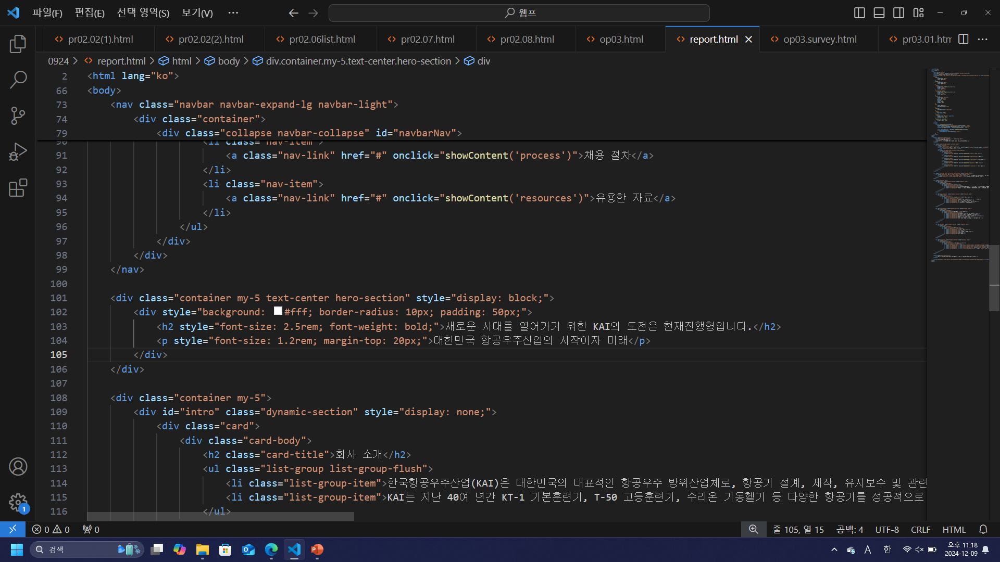 파일(F) 편집(E) 선택 영역(S) 보기(V) ··· 웹프
pr02.02(1).html pr02.02(2).html pr02.06list.html pr02.07.html pr02.08.html op03.html report.html op03.survey.html pr03.01.htm
0924 > report.html > html > body > div.container.my-5.text-center.hero-section > div
2 <html lang="ko">
66 <body>
73 <nav class="navbar navbar-expand-lg navbar-light">
74 <div class="container">
79 <div class="collapse navbar-collapse" id="navbarNav">
90 <li class="nav-item">
91 <a class="nav-link" href="#" onclick="showContent('process')">채용 절차</a>
92 </li>
93 <li class="nav-item">
94 <a class="nav-link" href="#" onclick="showContent('resources')">유용한 자료</a>
95 </li>
96 </ul>
97 </div>
98 </div>
99 </nav>
100
101 <div class="container my-5 text-center hero-section" style="display: block;">
102 <div style="background: #fff; border-radius: 10px; padding: 50px;">
103 <h2 style="font-size: 2.5rem; font-weight: bold;">새로운 시대를 열어가기 위한 KAI의 도전은 현재진행형입니다.</h2>
104 <p style="font-size: 1.2rem; margin-top: 20px;">대한민국 항공우주산업의 시작이자 미래</p>
105 </div>
106 </div>
107
108 <div class="container my-5">
109 <div id="intro" class="dynamic-section" style="display: none;">
110 <div class="card">
111 <div class="card-body">
112 <h2 class="card-title">회사 소개</h2>
113 <ul class="list-group list-group-flush">
114 <li class="list-group-item">한국항공우주산업(KAI)은 대한민국의 대표적인 항공우주 방위산업체로, 항공기 설계, 제작, 유지보수 및 관련
115 <li class="list-group-item">KAI는 지난 40여 년간 KT-1 기본훈련기, T-50 고등훈련기, 수리온 기동헬기 등 다양한 항공기를 성공적으로
116 </ul>
1
0 0 0 줄 105, 열 15 공백: 4 UTF-8 CRLF HTML
검색 A 한 오후 11:18
2024-12-09